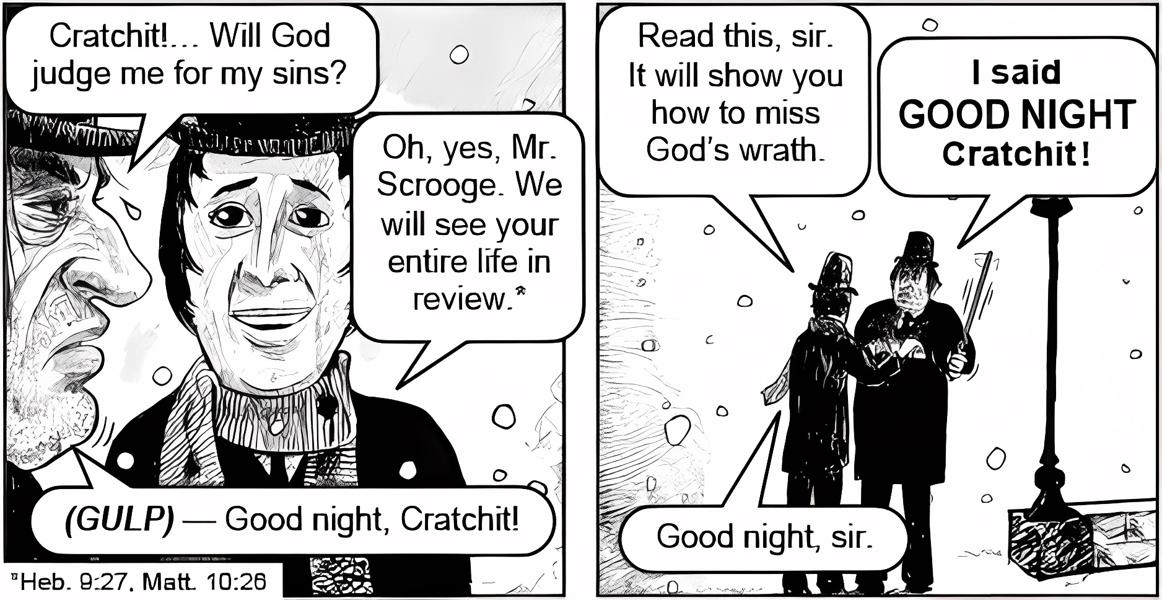 Cratchit!... Will God
judge me for my sins?
Oh, yes, Mr.
Scrooge. We
will see your
entire life in
review.*
(GULP) — Good night, Cratchit!
*Heb. 9:27, Matt. 10:26
Read this, sir.
It will show you
how to miss
God's wrath.
I said
GOOD NIGHT
Cratchit!
Good night, sir.